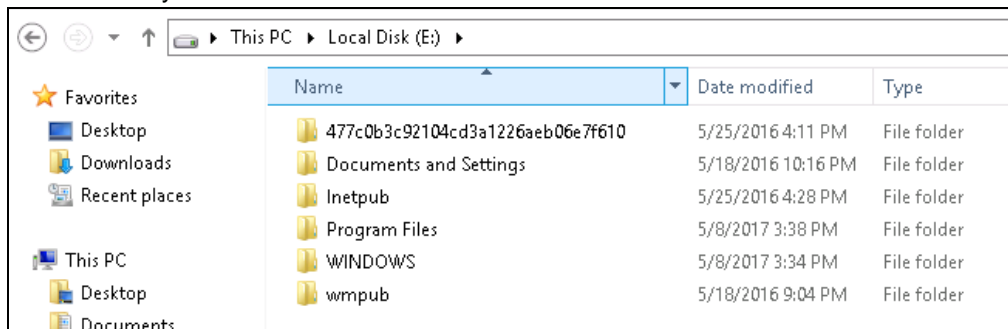 This PC Local Disk (E:)
Favorites
Desktop
Downloads
Recent places
This PC
Desktop
Documents
Name Date modified Type
477c0b3c92104cd3a1226aeb06e7f610 5/25/2016 4:11 PM File folder
Documents and Settings 5/18/2016 10:16 PM File folder
Inetpub 5/25/2016 4:28 PM File folder
Program Files 5/8/2017 3:38 PM File folder
WINDOWS 5/8/2017 3:34 PM File folder
wmpub 5/18/2016 9:04 PM File folder